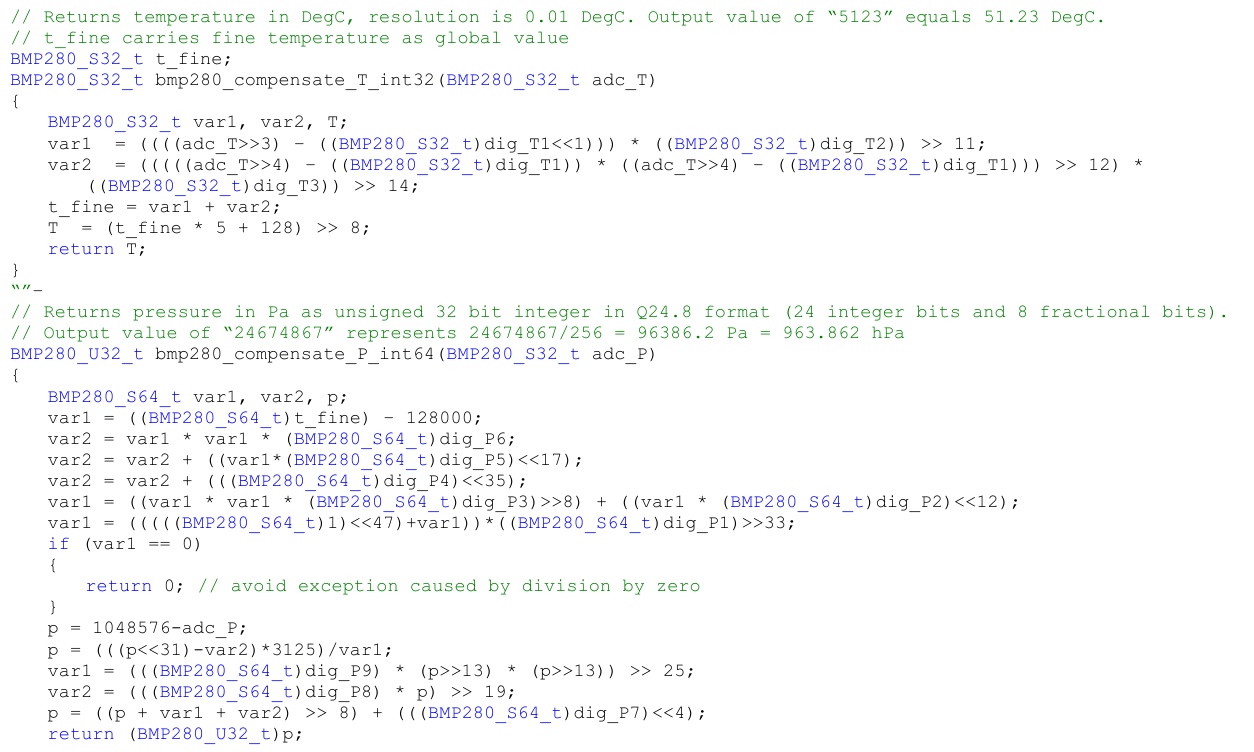 // Returns temperature in DegC, resolution is 0.01 DegC. Output value of “5123” equals 51.23 DegC.
// t_fine carries fine temperature as global value
BMP280_S32_t t_fine;
BMP280_S32_t bmp280_compensate_T_int32(BMP280_S32_t adc_T)
{
    BMP280_S32_t var1, var2, T;
    var1  = ((((adc_T>>3) – ((BMP280_S32_t)dig_T1<<1))) * ((BMP280_S32_t)dig_T2)) >> 11;
    var2  = (((((adc_T>>4) – ((BMP280_S32_t)dig_T1)) * ((adc_T>>4) – ((BMP280_S32_t)dig_T1))) >> 12) *
        ((BMP280_S32_t)dig_T3)) >> 14;
    t_fine = var1 + var2;
    T  = (t_fine * 5 + 128) >> 8;
    return T;
}
“”–
// Returns pressure in Pa as unsigned 32 bit integer in Q24.8 format (24 integer bits and 8 fractional bits).
// Output value of “24674867” represents 24674867/256 = 96386.2 Pa = 963.862 hPa
BMP280_U32_t bmp280_compensate_P_int64(BMP280_S32_t adc_P)
{
    BMP280_S64_t var1, var2, p;
    var1 = ((BMP280_S64_t)t_fine) – 128000;
    var2 = var1 * var1 * (BMP280_S64_t)dig_P6;
    var2 = var2 + ((var1*(BMP280_S64_t)dig_P5)<<17);
    var2 = var2 + (((BMP280_S64_t)dig_P4)<<35);
    var1 = ((var1 * var1 * (BMP280_S64_t)dig_P3)>>8) + ((var1 * (BMP280_S64_t)dig_P2)<<12);
    var1 = (((((BMP280_S64_t)1)<<47)+var1))*((BMP280_S64_t)dig_P1)>>33;
    if (var1 == 0)
    {
        return 0; // avoid exception caused by division by zero
    }
    p = 1048576-adc_P;
    p = (((p<<31)-var2)*3125)/var1;
    var1 = (((BMP280_S64_t)dig_P9) * (p>>13) * (p>>13)) >> 25;
    var2 = (((BMP280_S64_t)dig_P8) * p) >> 19;
    p = ((p + var1 + var2) >> 8) + (((BMP280_S64_t)dig_P7)<<4);
    return (BMP280_U32_t)p;